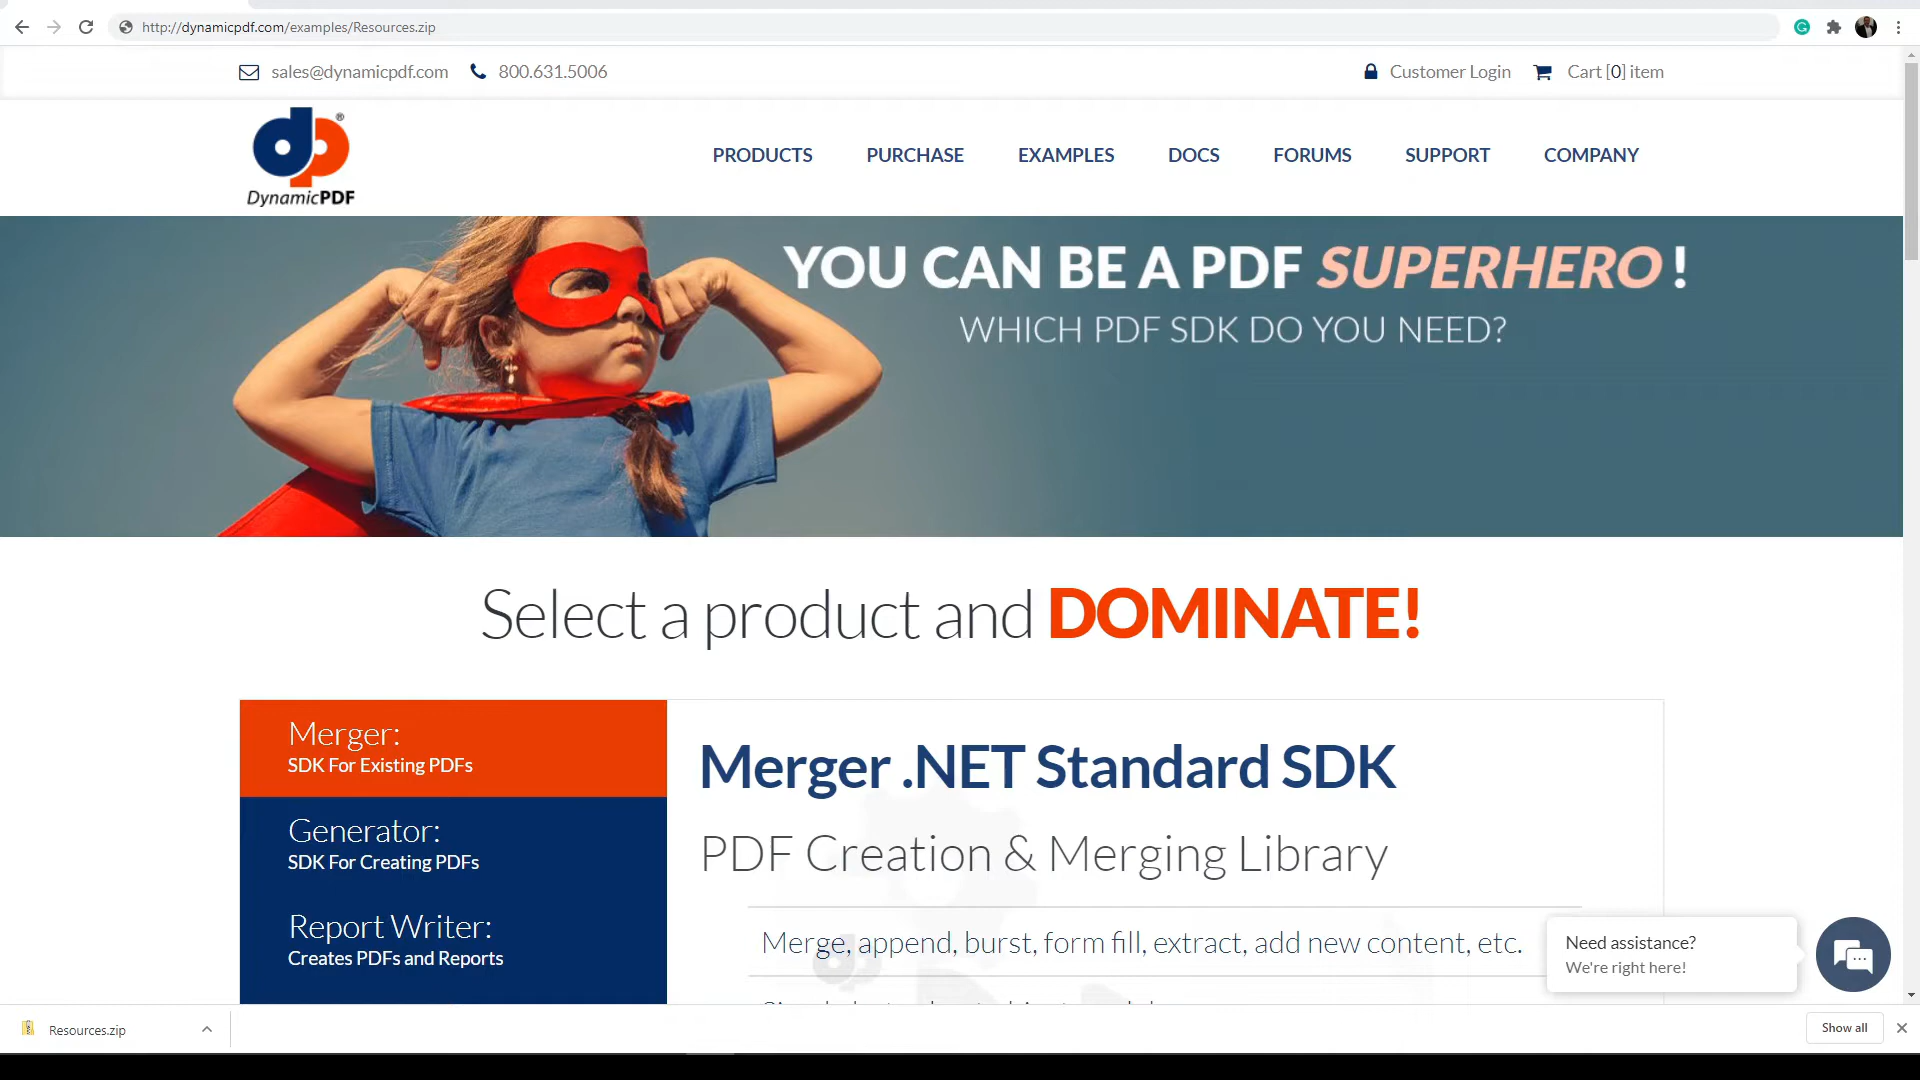 http://dynamicpdf.com/examples/Resources.zip
sales@dynamicpdf.com 800.631.5006 Customer Login Cart [0] item
dp®
DynamicPDF
PRODUCTS PURCHASE EXAMPLES DOCS FORUMS SUPPORT COMPANY
YOU CAN BE A PDF SUPERHERO!
WHICH PDF SDK DO YOU NEED?
Select a product and DOMINATE!
Merger:
SDK For Existing PDFs
Generator:
SDK For Creating PDFs
Report Writer:
Creates PDFs and Reports
Merger .NET Standard SDK
PDF Creation & Merging Library
Merge, append, burst, form fill, extract, add new content, etc.
Need assistance?
We're right here!
Resources.zip
Show all